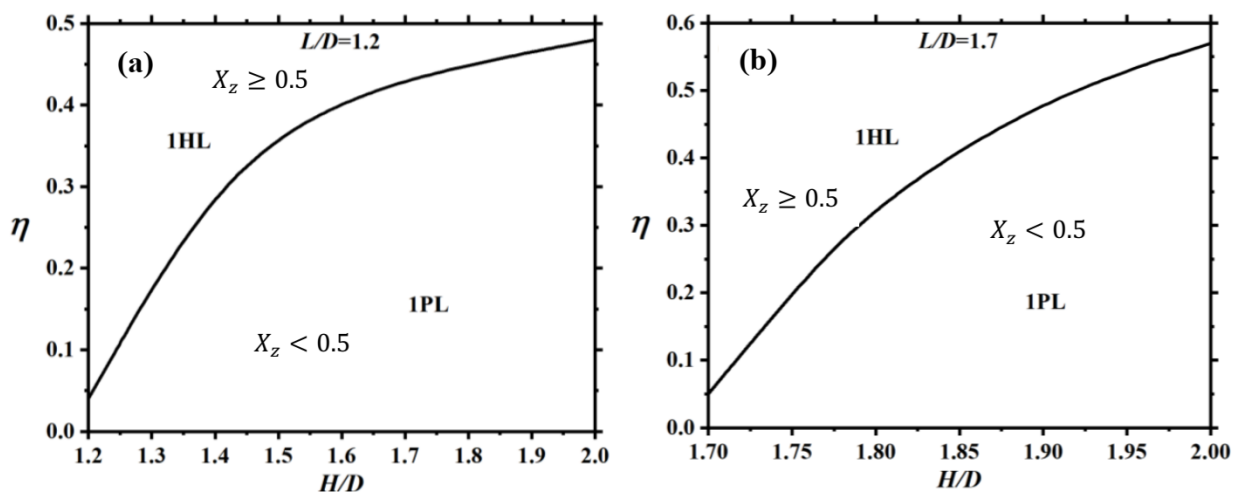 L/D=1.2
(a)
X_z ≥ 0.5
1HL
1PL
X_z < 0.5
η
0.5
0.4
0.3
0.2
0.1
0.0
1.2 1.3 1.4 1.5 1.6 1.7 1.8 1.9 2.0
H/D
L/D=1.7
(b)
1HL
X_z ≥ 0.5
X_z < 0.5
1PL
η
0.6
0.5
0.4
0.3
0.2
0.1
0.0
1.70 1.75 1.80 1.85 1.90 1.95 2.00
H/D